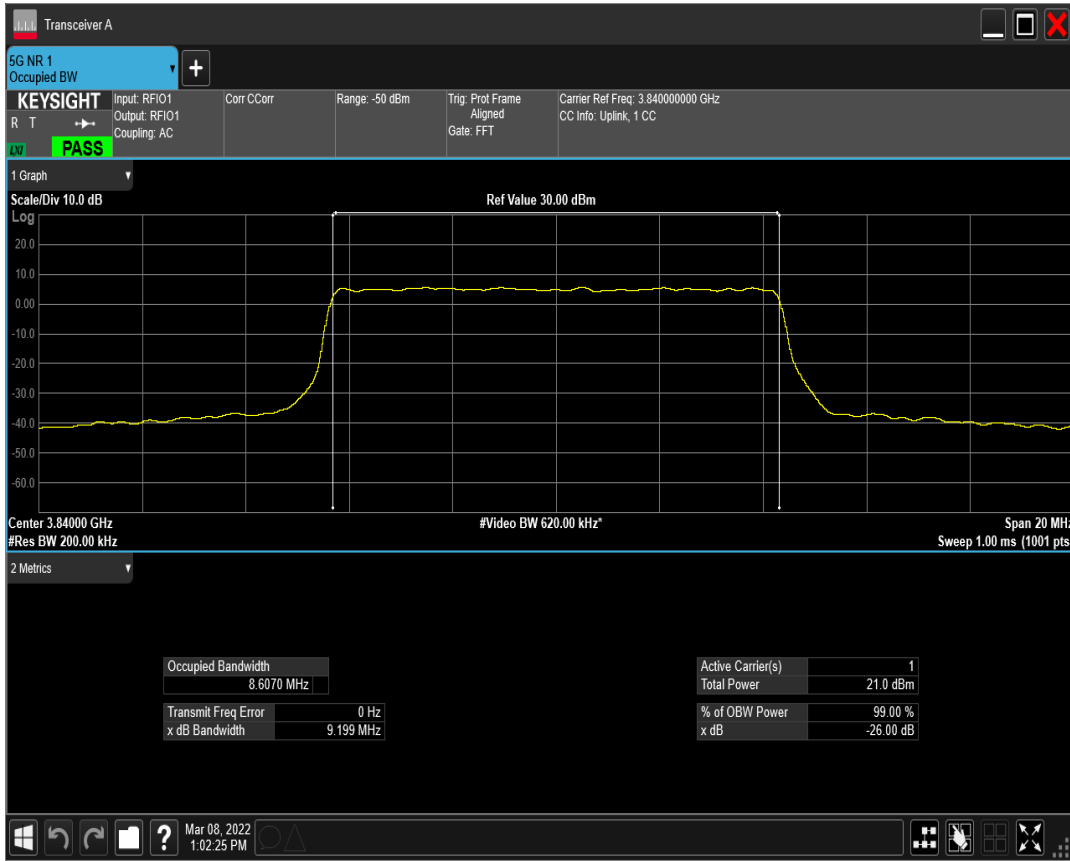 Transceiver A
5G NR 1
Occupied BW
+
KEYSIGHT
R T
LXI
PASS
Input: RFIO1
Output: RFIO1
Coupling: AC
Corr CCorr
Range: -50 dBm
Trig: Prot Frame
Aligned
Gate: FFT
Carrier Ref Freq: 3.840000000 GHz
CC Info: Uplink, 1 CC
1 Graph
Scale/Div 10.0 dB
Ref Value 30.00 dBm
Log
20.0
10.0
0.00
-10.0
-20.0
-30.0
-40.0
-50.0
-60.0
Center 3.84000 GHz
#Video BW 620.00 kHz*
Span 20 MHz
#Res BW 200.00 kHz
Sweep 1.00 ms (1001 pts
2 Metrics
Occupied Bandwidth
8.6070 MHz
Transmit Freq Error 0 Hz
x dB Bandwidth 9.199 MHz
Active Carrier(s) 1
Total Power 21.0 dBm
% of OBW Power 99.00 %
x dB -26.00 dB
?
Mar 08, 2022
1:02:25 PM